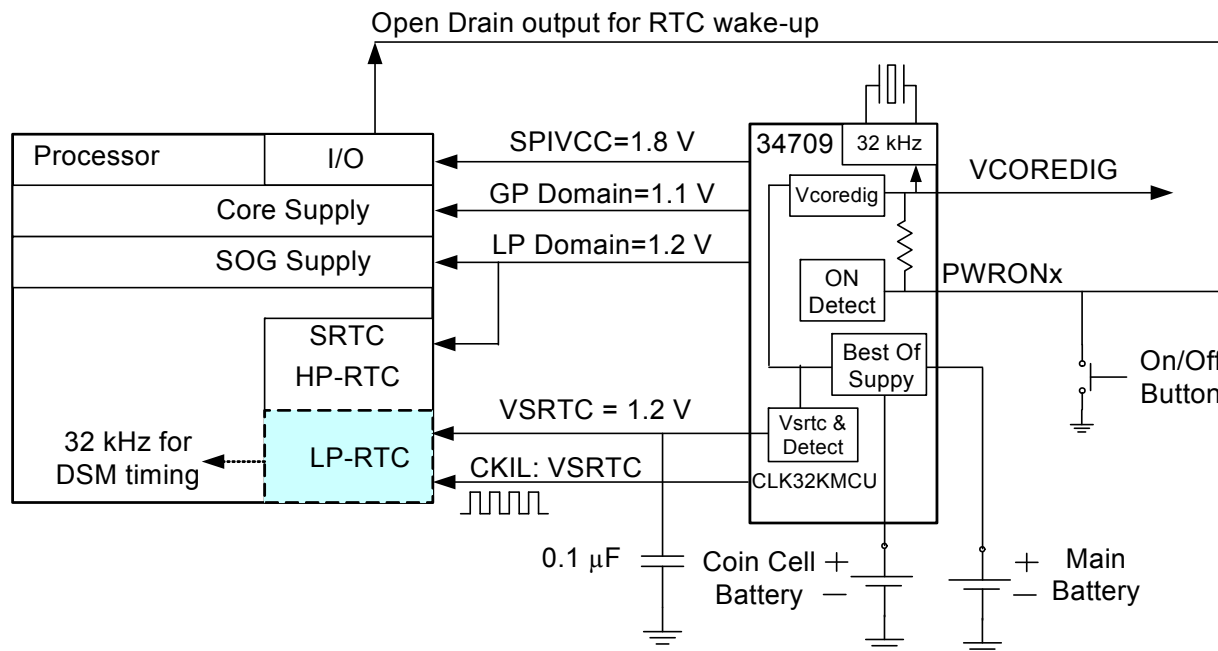 Open Drain output for RTC wake-up
Processor
I/O
Core Supply
SOG Supply
SRTC
HP-RTC
LP-RTC
32 kHz for
DSM timing
SPIVCC=1.8 V
GP Domain=1.1 V
LP Domain=1.2 V
VSRTC = 1.2 V
CKIL: VSRTC
0.1 μF
34709
32 kHz
Vcoredig
VCOREDIG
ON
Detect
PWRONx
Best Of
Suppy
Vsrtc &
Detect
CLK32KMCU
On/Off
Button
Coin Cell
Battery
+
−
+
−
Main
Battery